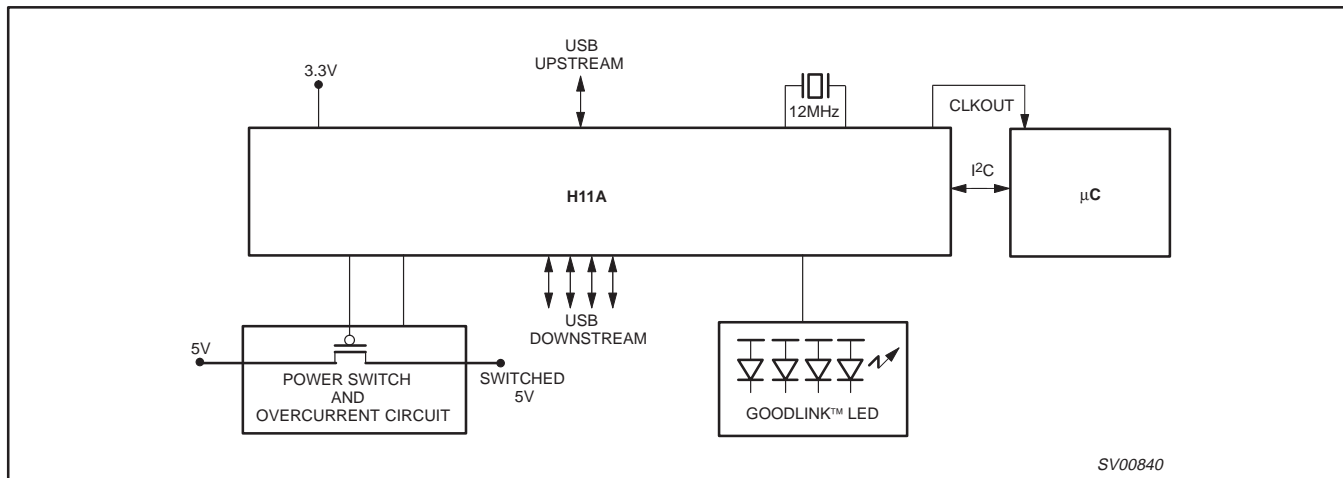 USB
UPSTREAM
3.3V
12MHz
CLKOUT
H11A
I2C
μC
USB
DOWNSTREAM
5V
SWITCHED
5V
POWER SWITCH
AND
OVERCURRENT CIRCUIT
GOODLINK™ LED
SV00840